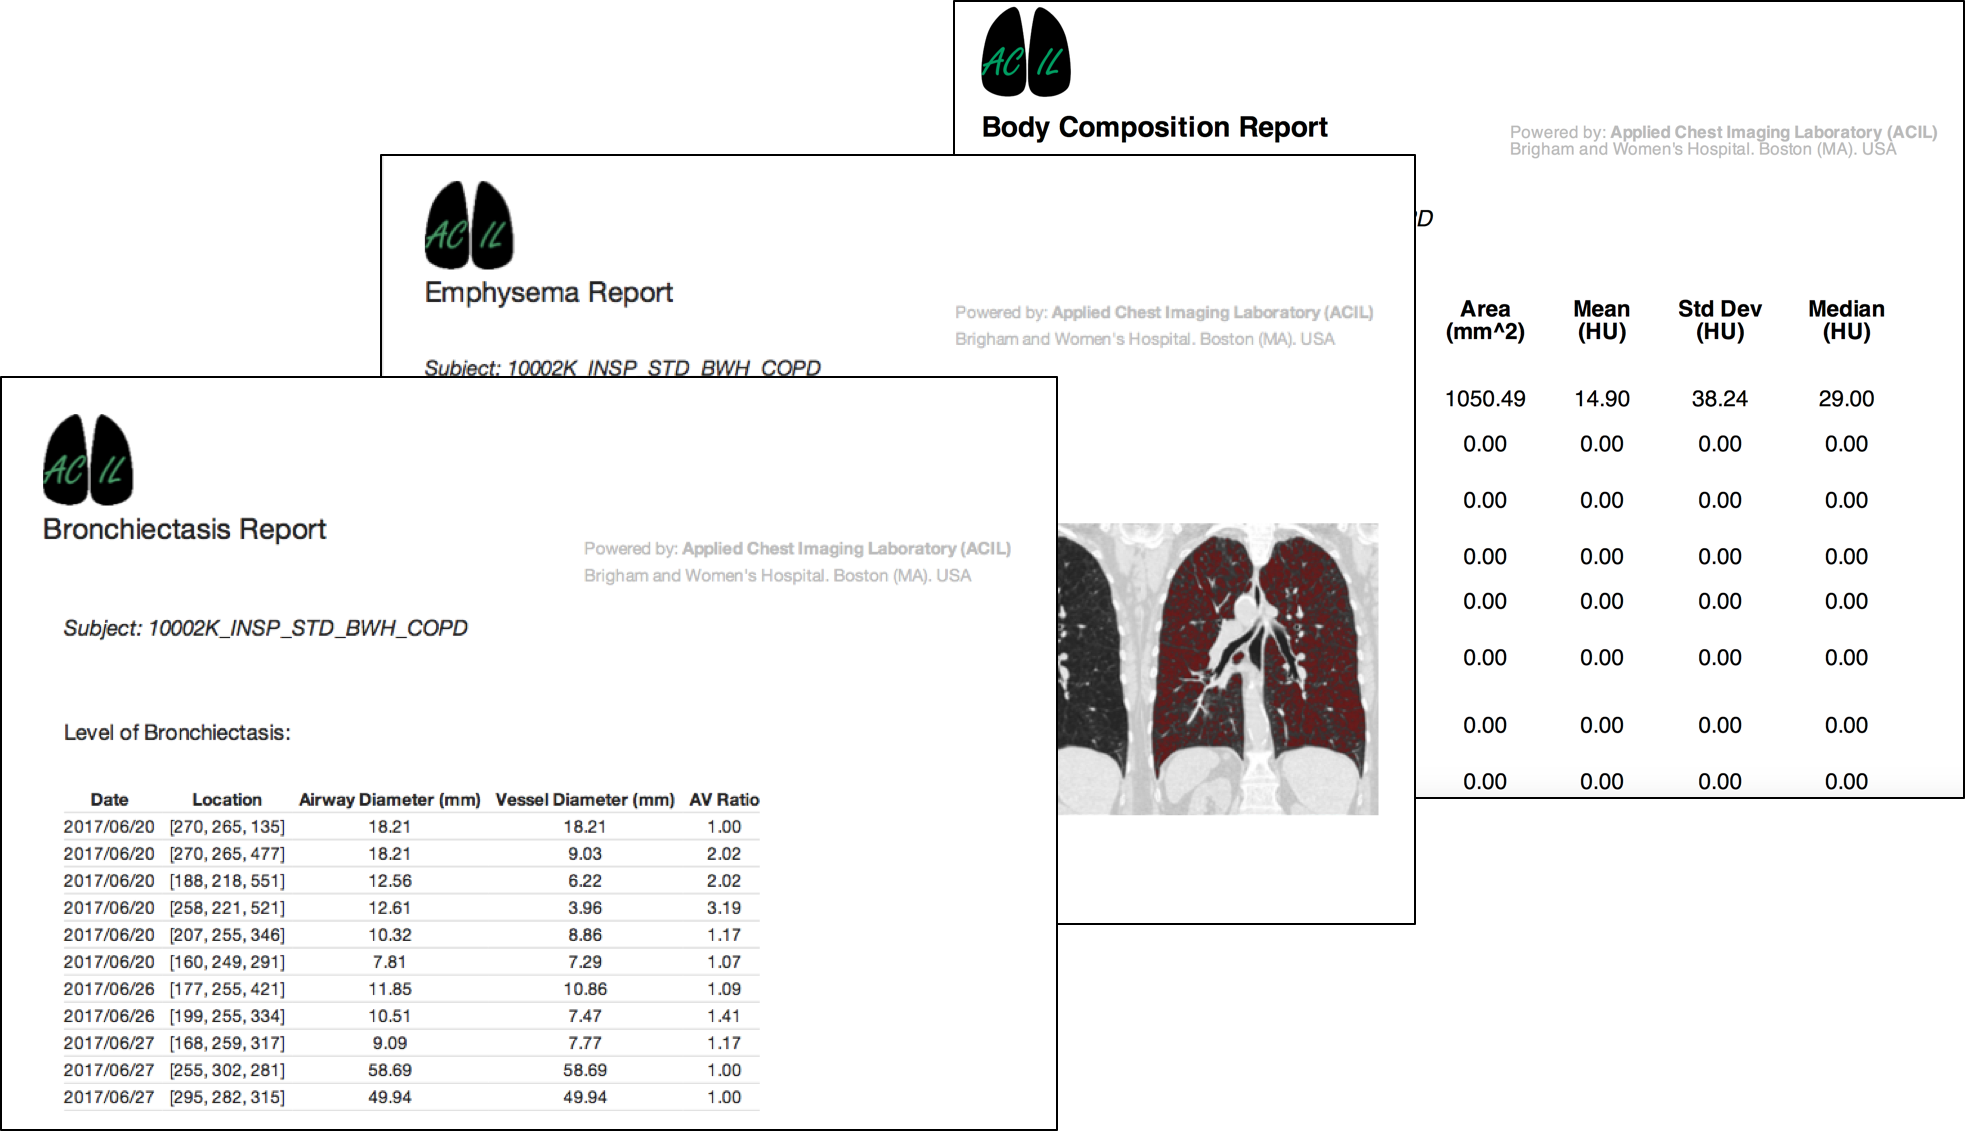 AC IL
Body Composition Report
Powered by: Applied Chest Imaging Laboratory (ACIL)
Brigham and Women's Hospital. Boston (MA). USA
D
Area (mm^2) Mean (HU) Std Dev (HU) Median (HU)
1050.49 14.90 38.24 29.00
0.00 0.00 0.00 0.00
0.00 0.00 0.00 0.00
0.00 0.00 0.00 0.00
0.00 0.00 0.00 0.00
0.00 0.00 0.00 0.00
0.00 0.00 0.00 0.00
0.00 0.00 0.00 0.00
AC IL
Emphysema Report
Powered by: Applied Chest Imaging Laboratory (ACIL)
Brigham and Women's Hospital. Boston (MA). USA
Subject: 10002K_INSP_STD_BWH_COPD
AC IL
Bronchiectasis Report
Powered by: Applied Chest Imaging Laboratory (ACIL)
Brigham and Women's Hospital. Boston (MA). USA
Subject: 10002K_INSP_STD_BWH_COPD
Level of Bronchiectasis:
Date Location Airway Diameter (mm) Vessel Diameter (mm) AV Ratio
2017/06/20 [270, 265, 135] 18.21 18.21 1.00
2017/06/20 [270, 265, 477] 18.21 9.03 2.02
2017/06/20 [188, 218, 551] 12.56 6.22 2.02
2017/06/20 [258, 221, 521] 12.61 3.96 3.19
2017/06/20 [207, 255, 346] 10.32 8.86 1.17
2017/06/20 [160, 249, 291] 7.81 7.29 1.07
2017/06/26 [177, 255, 421] 11.85 10.86 1.09
2017/06/26 [199, 255, 334] 10.51 7.47 1.41
2017/06/27 [168, 259, 317] 9.09 7.77 1.17
2017/06/27 [255, 302, 281] 58.69 58.69 1.00
2017/06/27 [295, 282, 315] 49.94 49.94 1.00